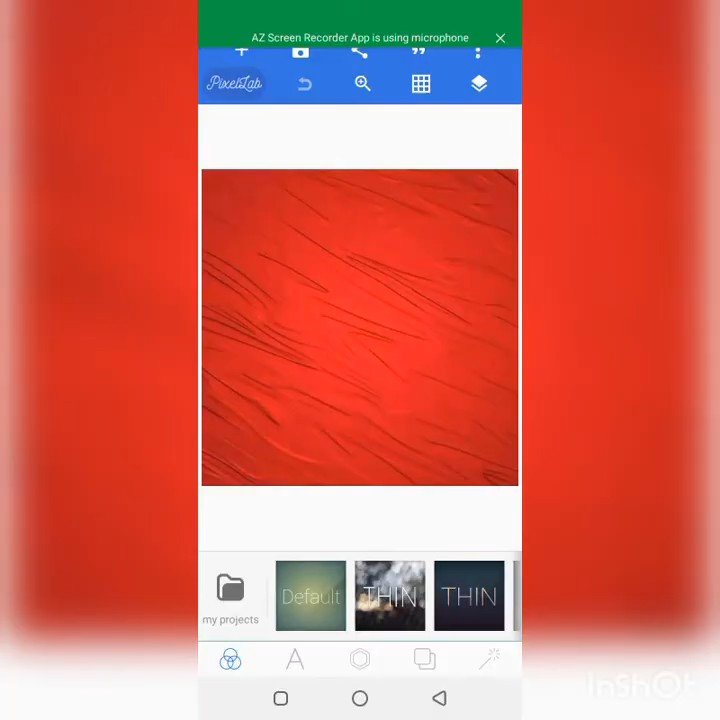 AZ Screen Recorder App is using microphone
PixelLab
my projects
Default
THIN
THIN
InShOt